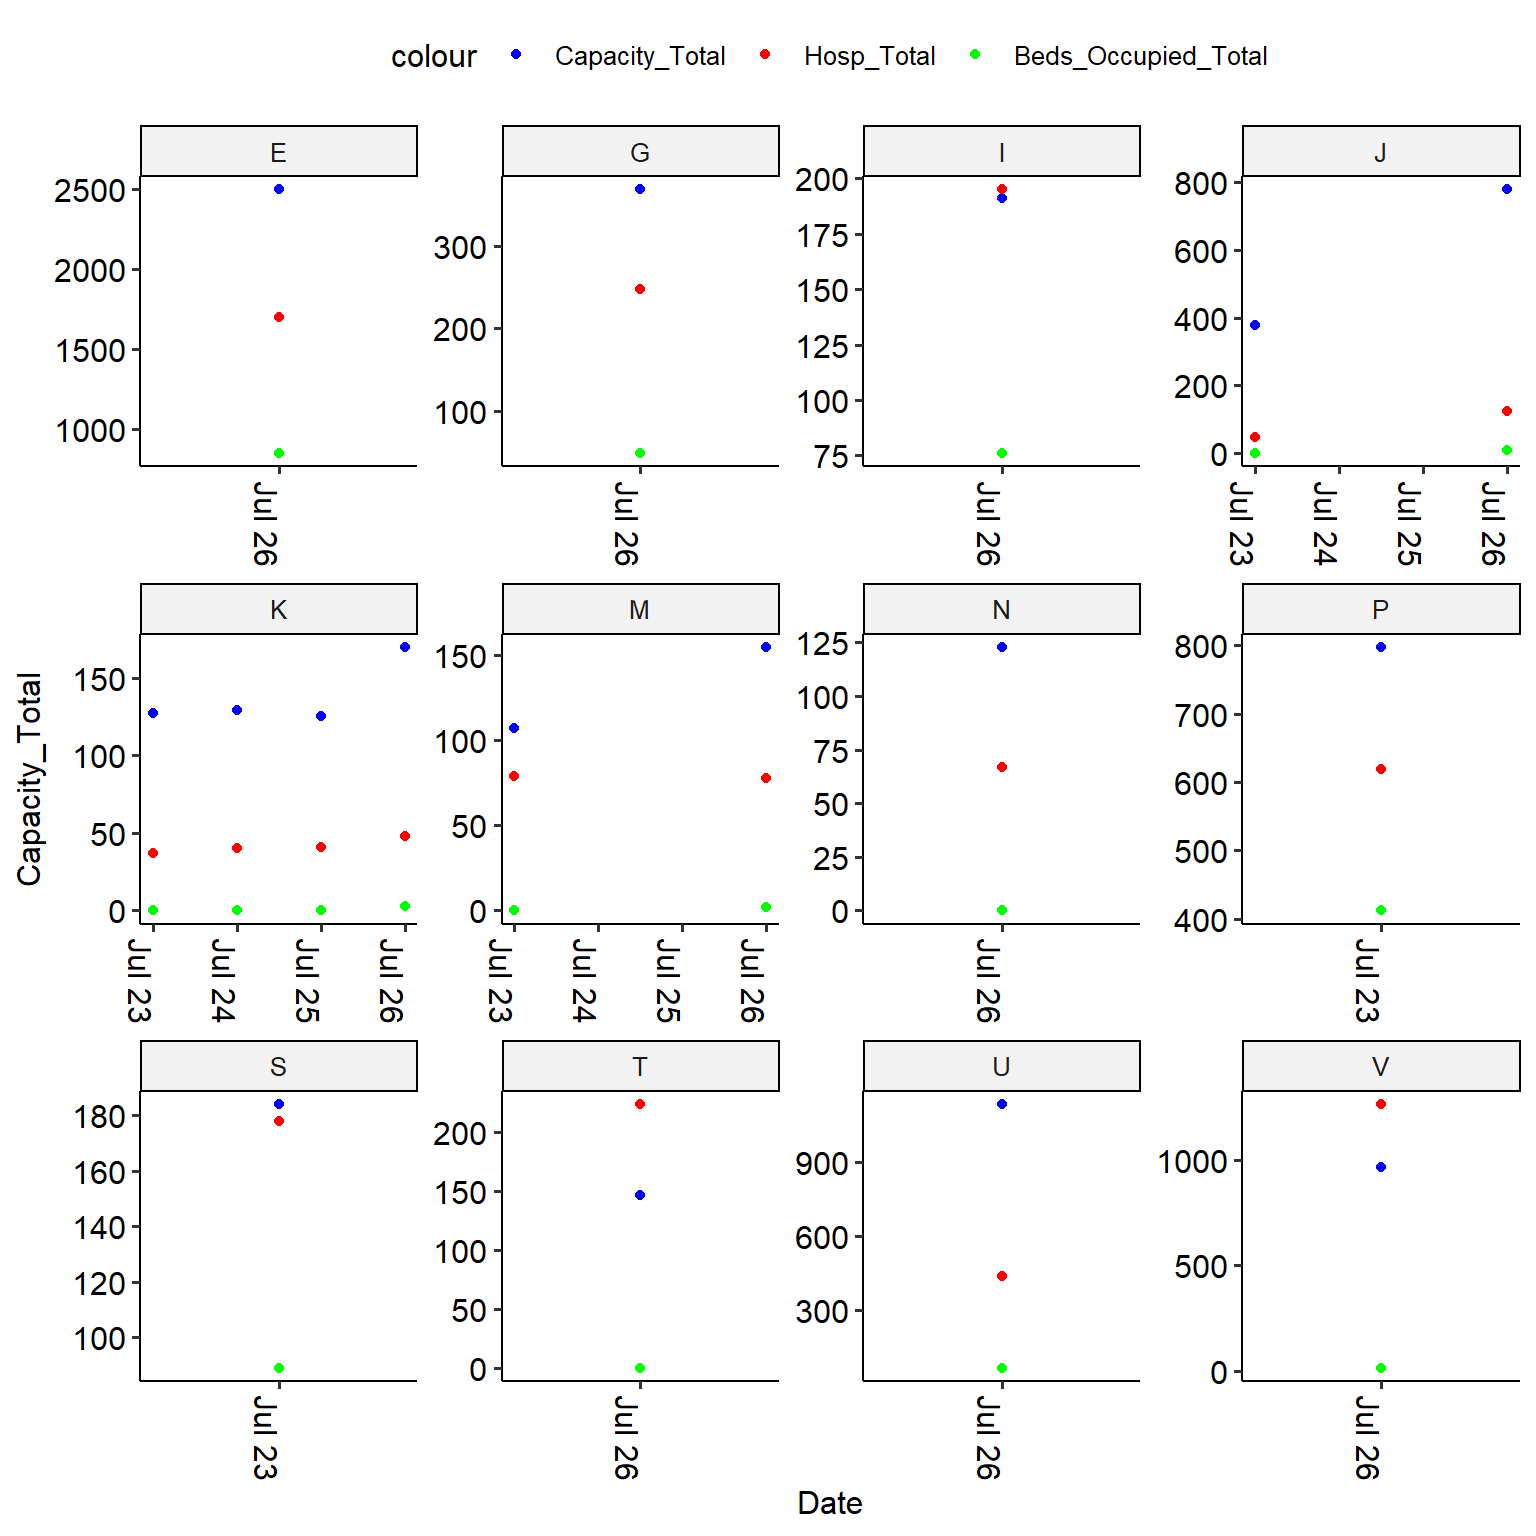 colour Capacity_Total Hosp_Total Beds_Occupied_Total
E
2500
2000
1500
1000
Jul 26
G
300
200
100
Jul 26
I
200
175
150
125
100
75
Jul 26
J
800
600
400
200
0
Jul 23
Jul 24
Jul 25
Jul 26
Capacity_Total
K
150
100
50
0
Jul 23
Jul 24
Jul 25
Jul 26
M
150
100
50
0
Jul 23
Jul 24
Jul 25
Jul 26
N
125
100
75
50
25
0
Jul 26
P
800
700
600
500
400
Jul 23
S
180
160
140
120
100
Jul 23
T
200
150
100
50
0
Jul 26
U
900
600
300
Jul 26
V
1000
500
0
Jul 26
Date